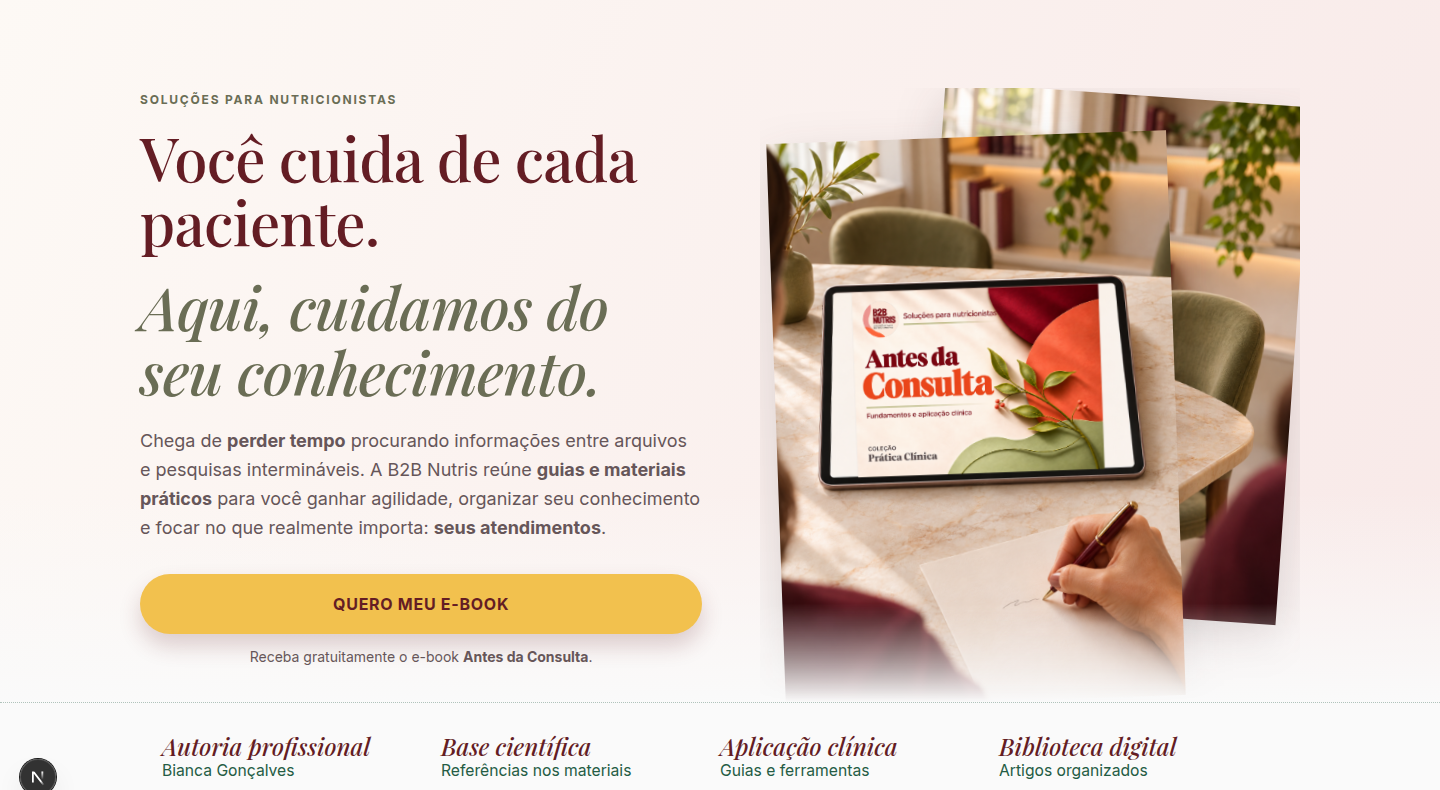 SOLUÇÕES PARA NUTRICIONISTAS
Você cuida de cada
paciente.
Aqui, cuidamos do
seu conhecimento.
Chega de perder tempo procurando informações entre arquivos
e pesquisas intermináveis. A B2B Nutris reúne guias e materiais
práticos para você ganhar agilidade, organizar seu conhecimento
e focar no que realmente importa: seus atendimentos.
QUERO MEU E-BOOK
Receba gratuitamente o e-book Antes da Consulta.
B2B
NUTRIS
Soluções para nutricionistas
Antes da
Consulta
Fundamentos e aplicação clínica
COLEÇÃO
Prática Clínica
Autoria profissional
Bianca Gonçalves
Base científica
Referências nos materiais
Aplicação clínica
Guias e ferramentas
Biblioteca digital
Artigos organizados
N